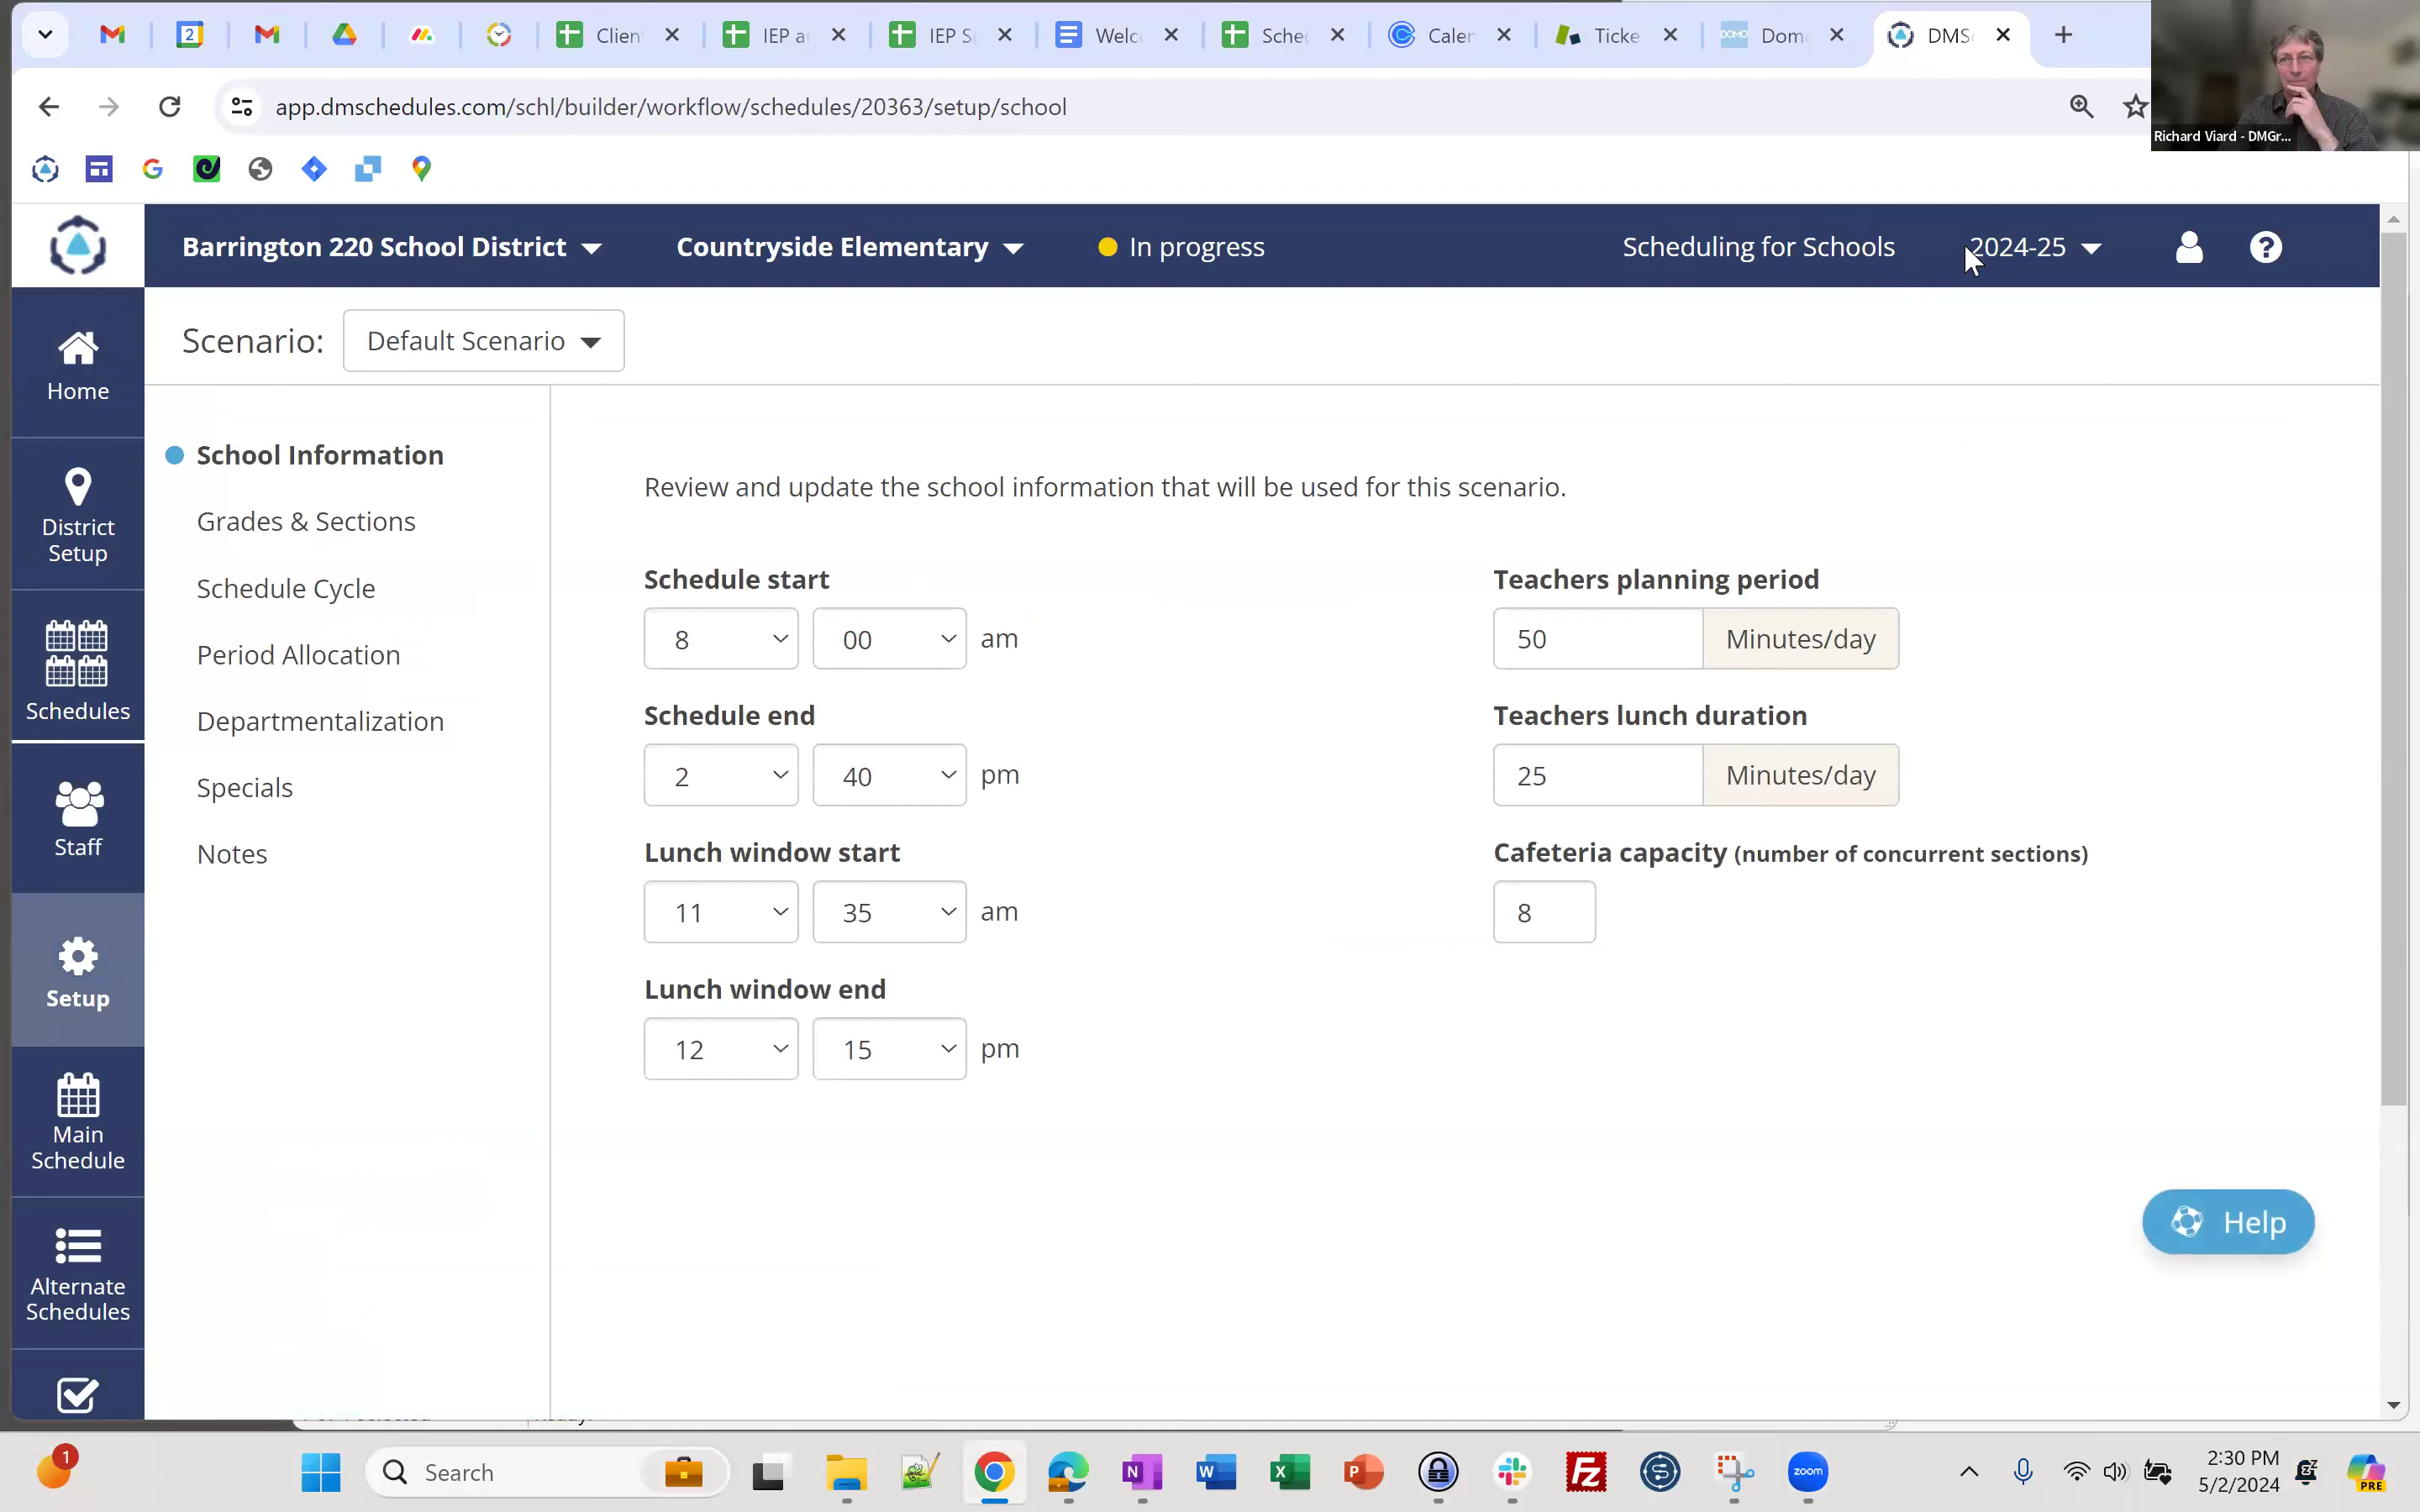 Clien
IEP a
IEP S
Welc
Sche
Caler
Ticke
DOMO
Dom
DMS
app.dmschedules.com/schl/builder/workflow/schedules/20363/setup/school
Richard Viard - DMGr...
Barrington 220 School District
Countryside Elementary
In progress
Scheduling for Schools
2024-25
Scenario:
Default Scenario
Home
District
Setup
Schedules
Staff
Setup
Main
Schedule
Alternate
Schedules
School Information
Grades & Sections
Schedule Cycle
Period Allocation
Departmentalization
Specials
Notes
Review and update the school information that will be used for this scenario.
Schedule start
8 00 am
Schedule end
2 40 pm
Lunch window start
11 35 am
Lunch window end
12 15 pm
Teachers planning period
50 Minutes/day
Teachers lunch duration
25 Minutes/day
Cafeteria capacity (number of concurrent sections)
8
Help
1
Search
zoom
2:30 PM
5/2/2024
PRE